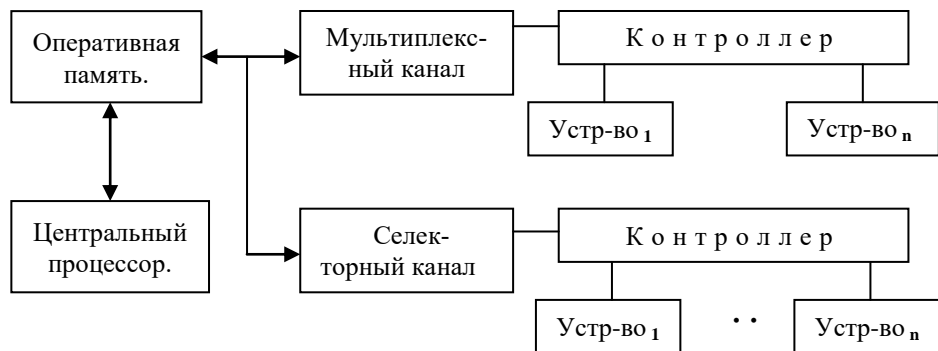 Оперативная
память.
Мультиплекс-
ный канал
К о н т р о л л е р
Устр-во 1
Устр-во n
Центральный
процессор.
Селек-
торный канал
К о н т р о л л е р
Устр-во 1
. .
Устр-во n